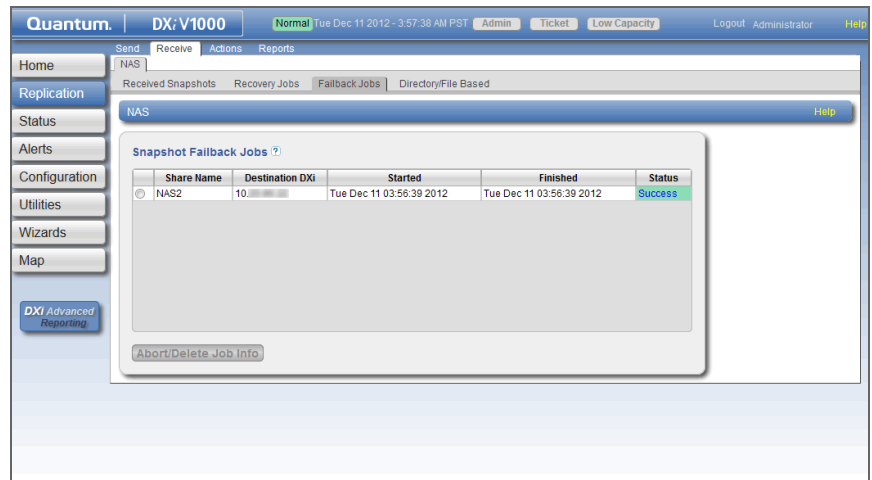 Quantum. DXi V1000 Normal Tue Dec 11 2012 - 3:57:38 AM PST Admin Ticket Low Capacity Logout Administrator Help
Send Receive Actions Reports
Home
NAS
Received Snapshots Recovery Jobs Failback Jobs Directory/File Based
Replication
NAS Help
Status
Alerts
Snapshot Failback Jobs ?
Configuration
Share Name Destination DXi Started Finished Status
NAS2 10. Tue Dec 11 03:56:39 2012 Tue Dec 11 03:56:39 2012 Success
Utilities
Wizards
Map
DXi Advanced
Reporting
Abort/Delete Job Info